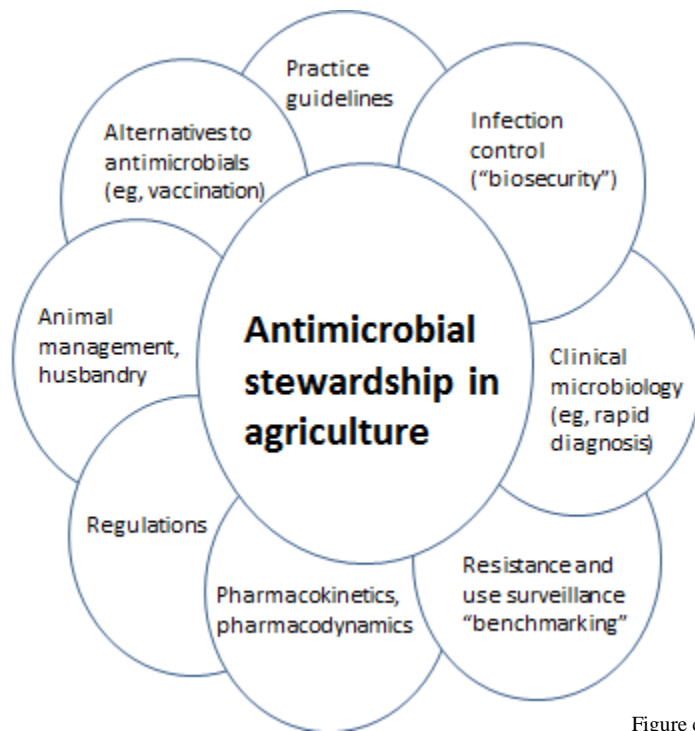 Practice
guidelines
Infection
control
(“biosecurity”)
Clinical
microbiology
(eg, rapid
diagnosis)
Resistance and
use surveillance
“benchmarking”
Pharmacokinetics,
pharmacodynamics
Regulations
Animal
management,
husbandry
Alternatives to
antimicrobials
(eg, vaccination)
Antimicrobial
stewardship in
agriculture
Figure